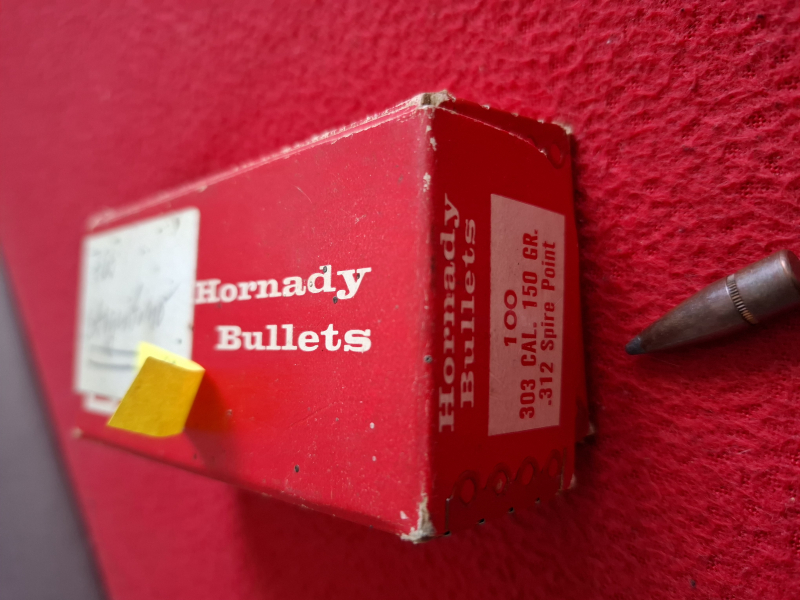 Hornady
Bullets
Hornady
Bullets
100
303 CAL. 150 GR.
.312 Spire Point